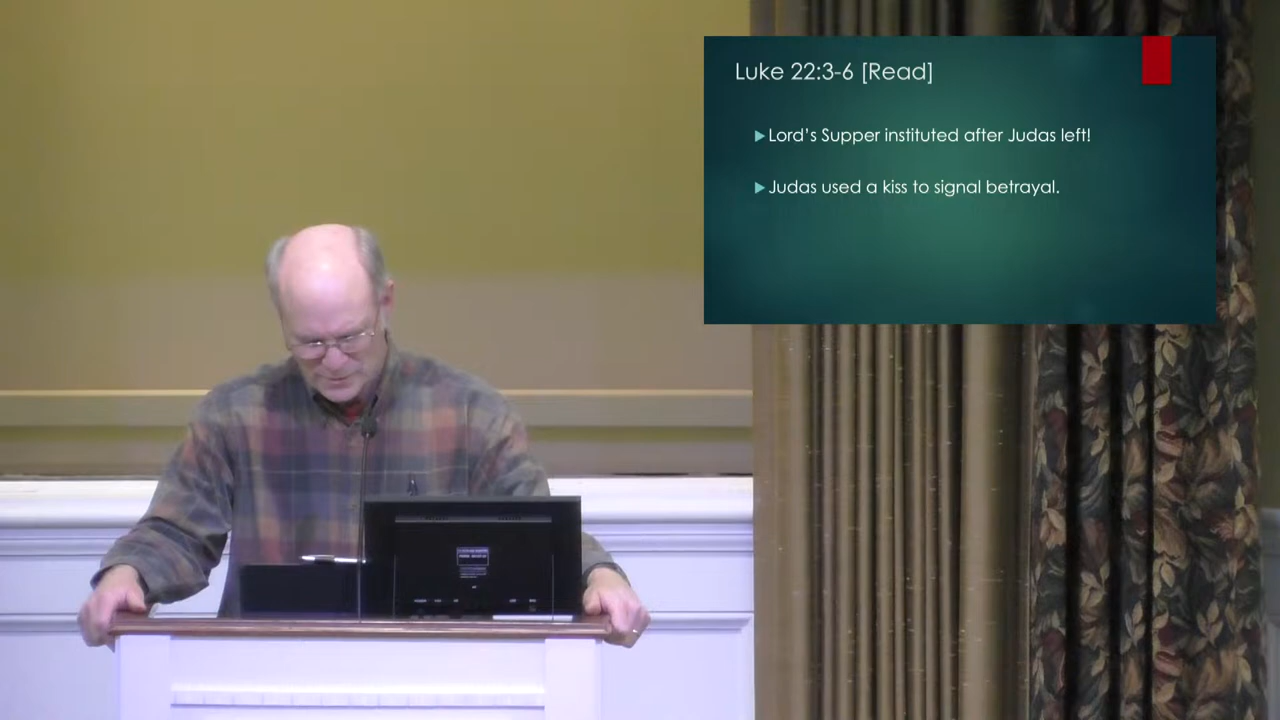 Luke 22:3-6 [Read]
Lord's Supper instituted after Judas left!
Judas used a kiss to signal betrayal.